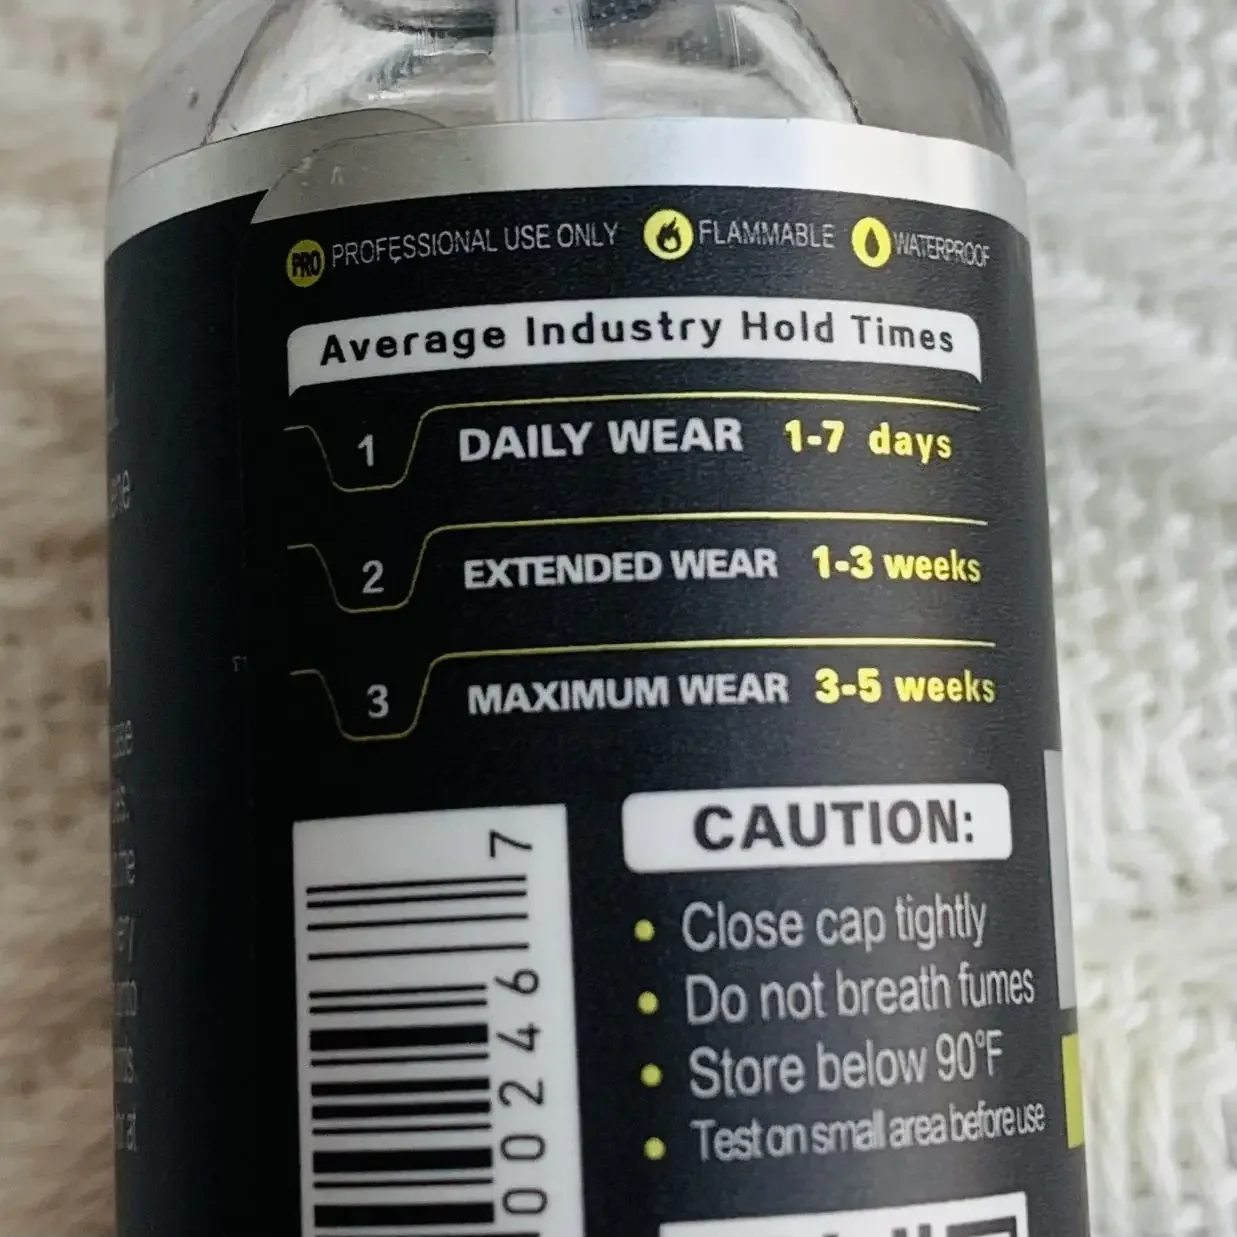 PRO PROFESSIONAL USE ONLY FLAMMABLE WATERPROOF
Average Industry Hold Times
1 DAILY WEAR 1-7 days
2 EXTENDED WEAR 1-3 weeks
3 MAXIMUM WEAR 3-5 weeks
CAUTION:
• Close cap tightly
• Do not breath fumes
• Store below 90°F
• Test on small area before use
00246 7